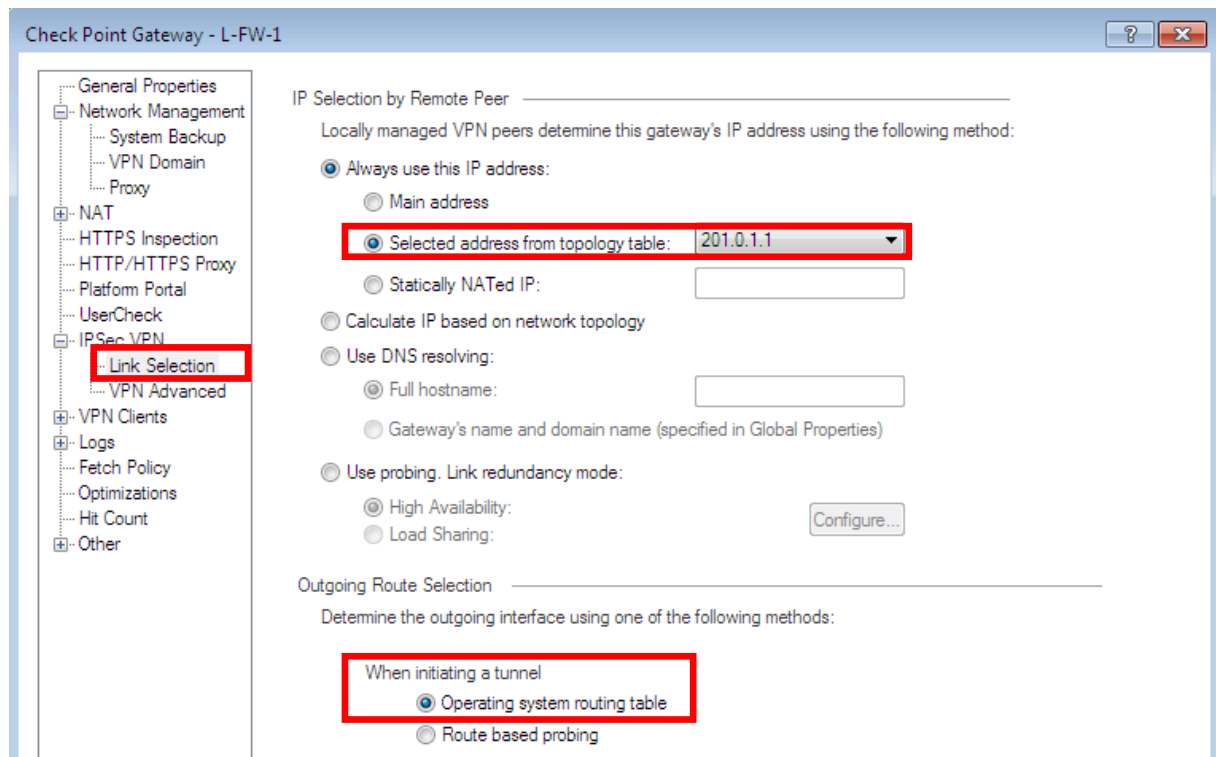 Check Point Gateway - L-FW-1
?
General Properties
Network Management
System Backup
VPN Domain
Proxy
NAT
HTTPS Inspection
HTTP/HTTPS Proxy
Platform Portal
UserCheck
IPSec VPN
Link Selection
VPN Advanced
VPN Clients
Logs
Fetch Policy
Optimizations
Hit Count
Other
IP Selection by Remote Peer
Locally managed VPN peers determine this gateway's IP address using the following method:
Always use this IP address:
Main address
Selected address from topology table: 201.0.1.1
Statically NATed IP:
Calculate IP based on network topology
Use DNS resolving:
Full hostname:
Gateway's name and domain name (specified in Global Properties)
Use probing. Link redundancy mode:
High Availability:
Load Sharing:
Configure...
Outgoing Route Selection
Determine the outgoing interface using one of the following methods:
When initiating a tunnel
Operating system routing table
Route based probing